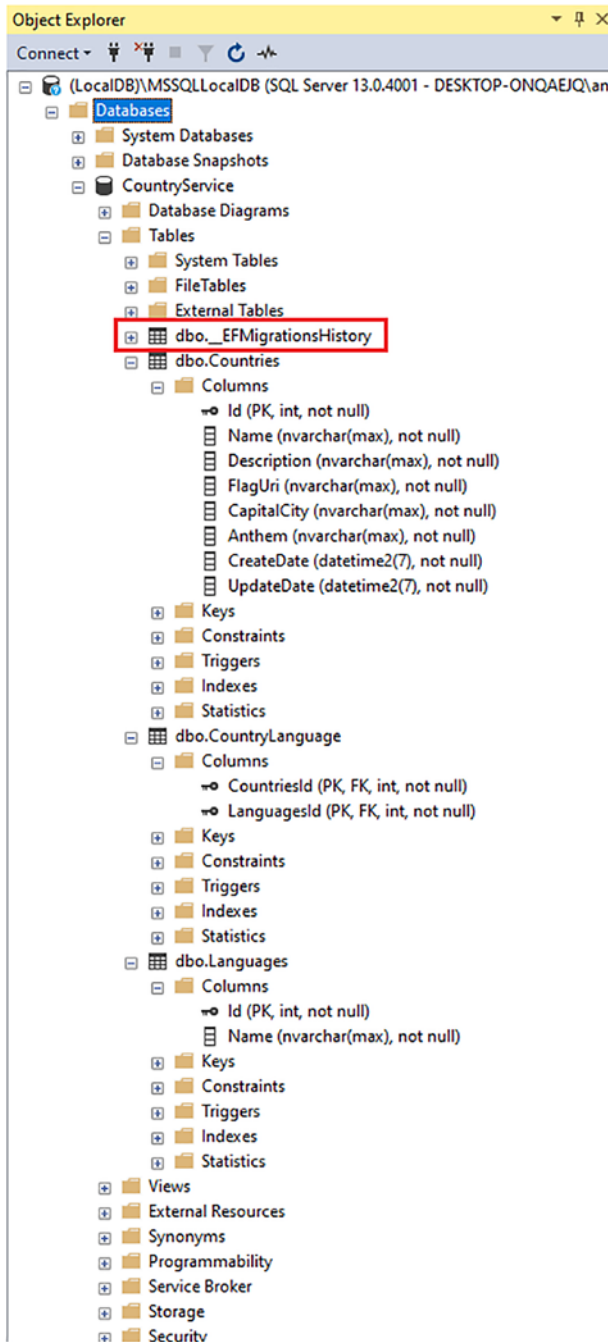 Object Explorer
Connect
(LocalDB)\MSSQLLocalDB (SQL Server 13.0.4001 - DESKTOP-ONQAEJQ\an
Databases
System Databases
Database Snapshots
CountryService
Database Diagrams
Tables
System Tables
FileTables
External Tables
dbo.__EFMigrationsHistory
dbo.Countries
Columns
Id (PK, int, not null)
Name (nvarchar(max), not null)
Description (nvarchar(max), not null)
FlagUri (nvarchar(max), not null)
CapitalCity (nvarchar(max), not null)
Anthem (nvarchar(max), not null)
CreateDate (datetime2(7), not null)
UpdateDate (datetime2(7), not null)
Keys
Constraints
Triggers
Indexes
Statistics
dbo.CountryLanguage
Columns
CountriesId (PK, FK, int, not null)
LanguagesId (PK, FK, int, not null)
Keys
Constraints
Triggers
Indexes
Statistics
dbo.Languages
Columns
Id (PK, int, not null)
Name (nvarchar(max), not null)
Keys
Constraints
Triggers
Indexes
Statistics
Views
External Resources
Synonyms
Programmability
Service Broker
Storage
Security